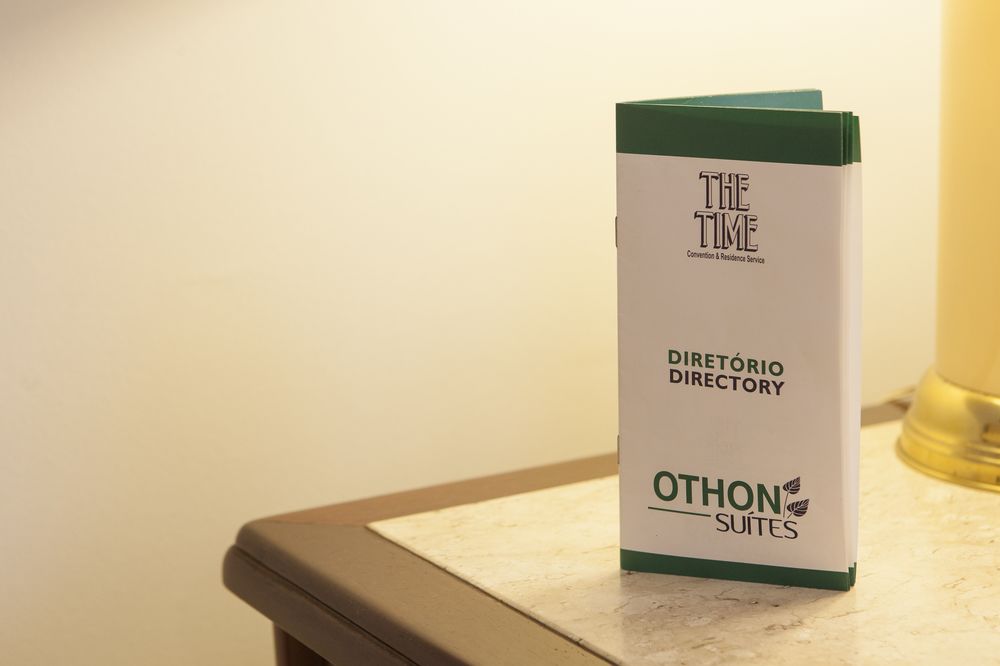 THE
TIME
Convention & Residence Service
DIRETÓRIO
DIRECTORY
OTHON
SUÍTES